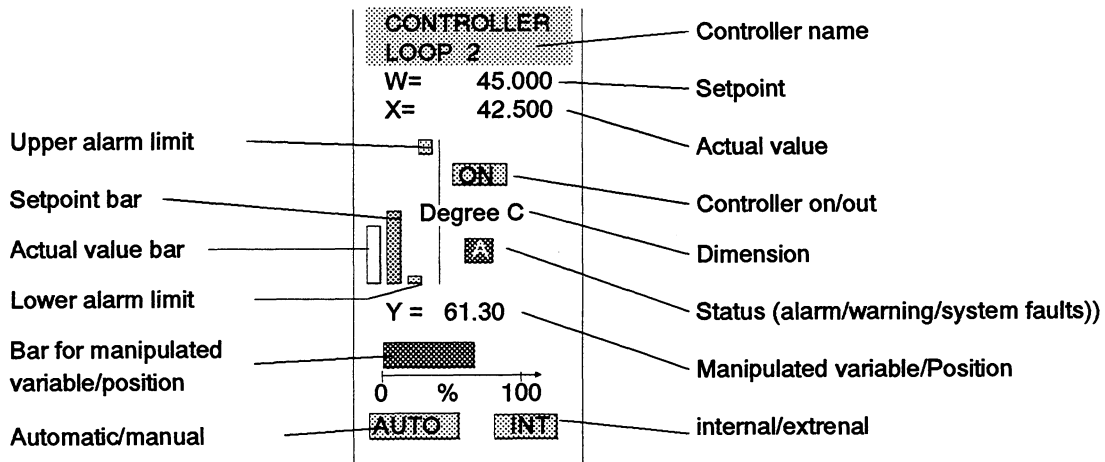 CONTROLLER
LOOP 2
W= 45.000
X= 42.500
ON
Degree C
A
Y = 61.30
0 % 100
AUTO INT
Upper alarm limit
Setpoint bar
Actual value bar
Lower alarm limit
Bar for manipulated
variable/position
Automatic/manual
Controller name
Setpoint
Actual value
Controller on/out
Dimension
Status (alarm/warning/system faults))
Manipulated variable/Position
internal/extrenal